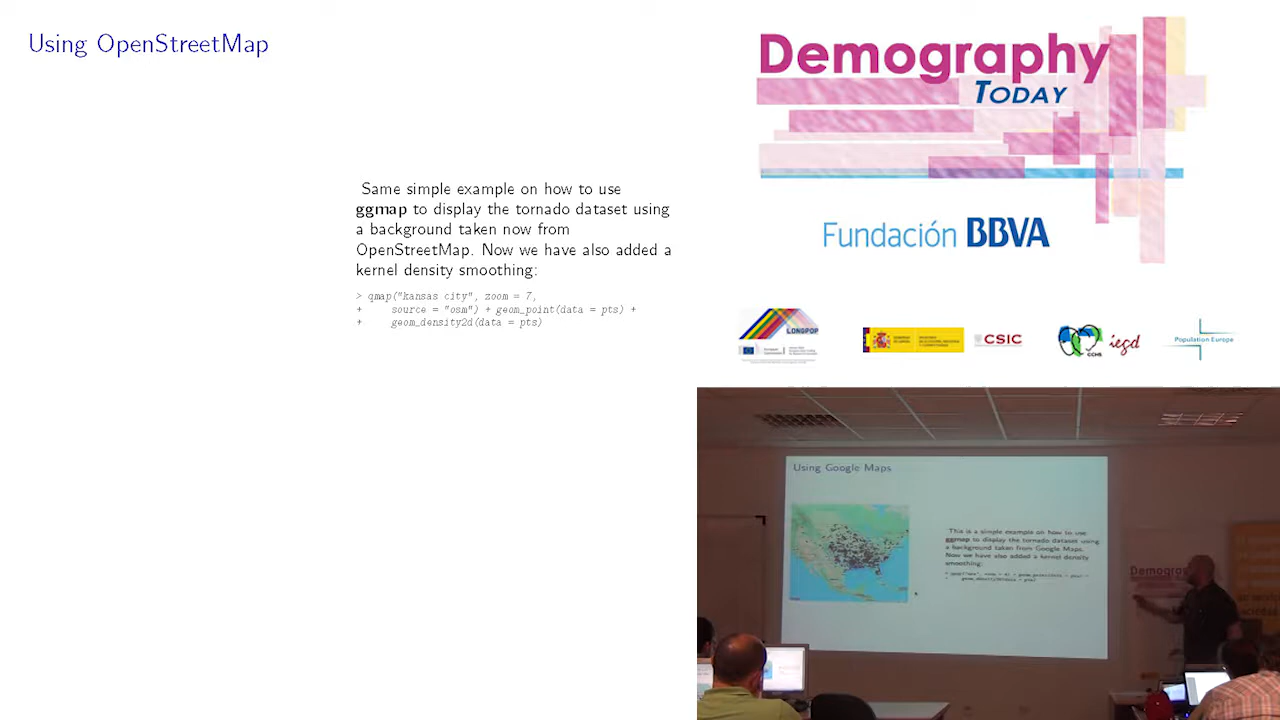 Using OpenStreetMap
Same simple example on how to use
ggmap to display the tornado dataset using
a background taken now from
OpenStreetMap. Now we have also added a
kernel density smoothing:
> qmap("kansas city", zoom = 7,
+ source = "osm") + geom_point(data = pts) +
+ geom_density2d(data = pts)
Demography
TODAY
Fundación BBVA
LONGPOP
CSIC
CCHS
iegd
Population Europe
Using Google Maps
This is a simple example on how to use
ggmap to display the tornado dataset using
a background taken from Google Maps.
Now we have also added a kernel density
smoothing:
Demogra